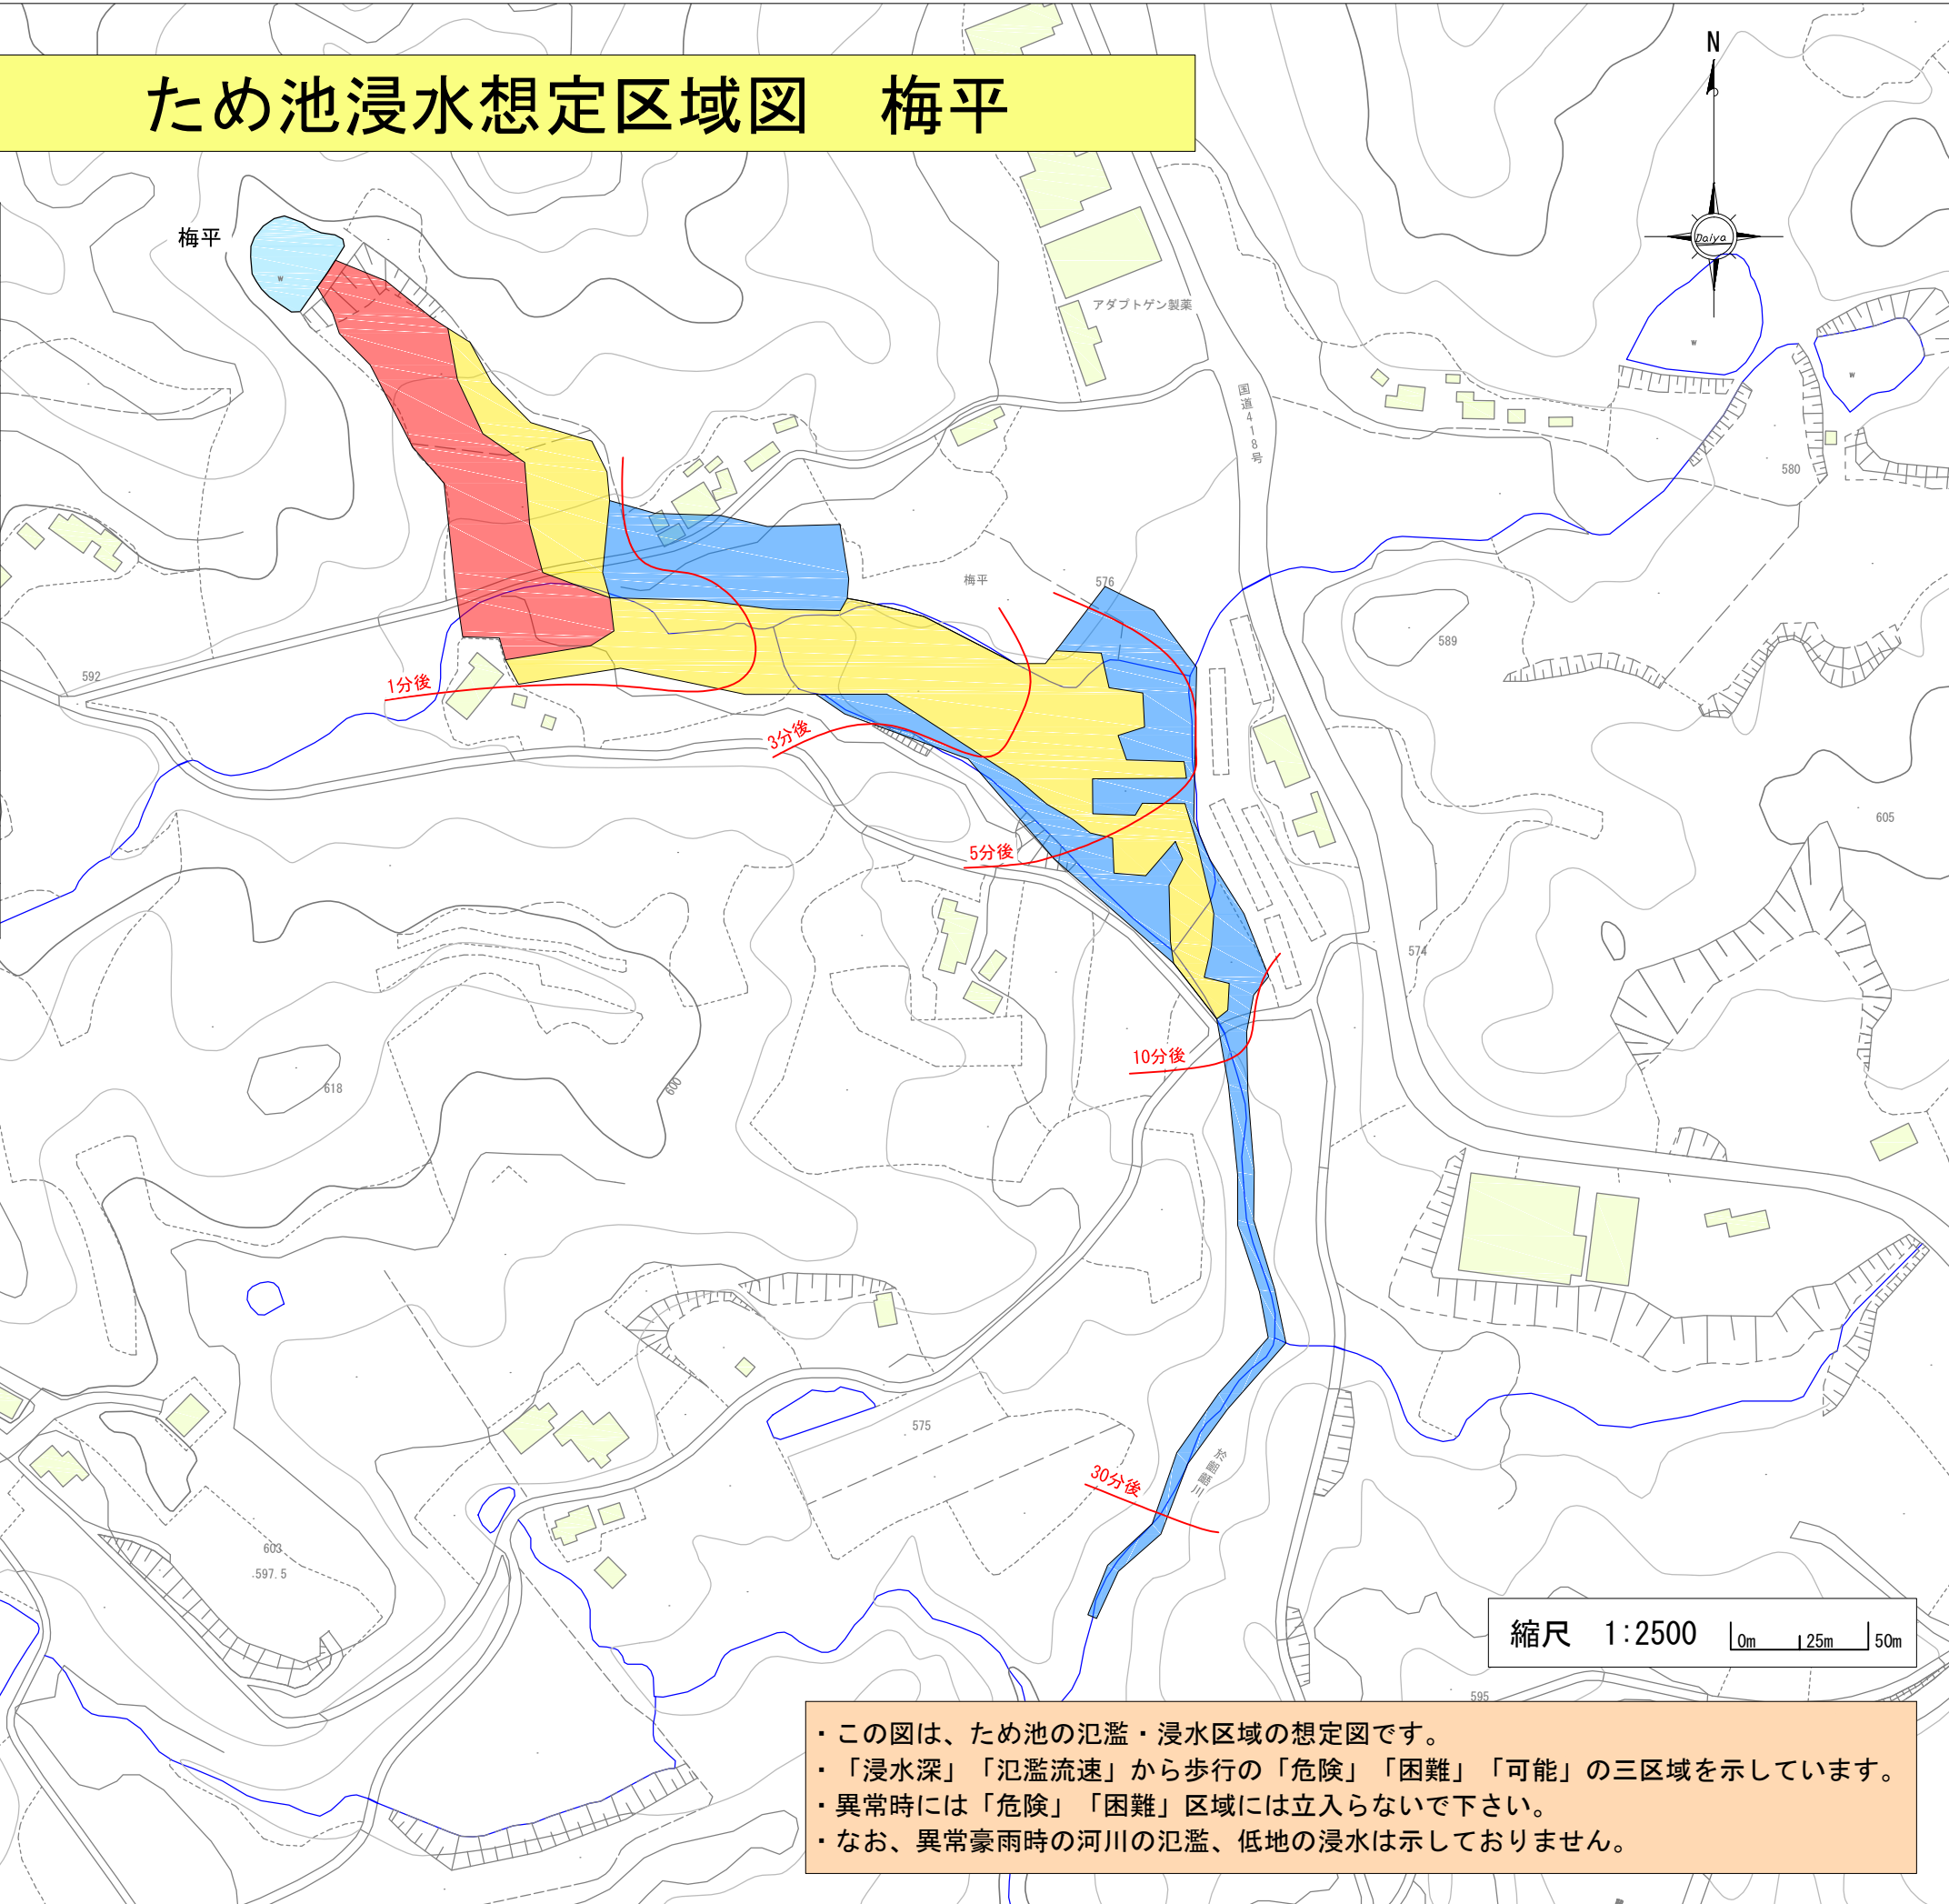 ため池浸水想定区域図　梅平
N
Daiya
梅平
w
アダプトゲン製薬
国道418号
w
w
580
梅平
576
589
592
1分後
3分後
5分後
605
574
10分後
618
600
575
30分後
603
597.5
595
縮尺　1:2500　0m　25m　50m
・この図は、ため池の氾濫・浸水区域の想定図です。
・「浸水深」「氾濫流速」から歩行の「危険」「困難」「可能」の三区域を示しています。
・異常時には「危険」「困難」区域には立入らないで下さい。
・なお、異常豪雨時の河川の氾濫、低地の浸水は示しておりません。